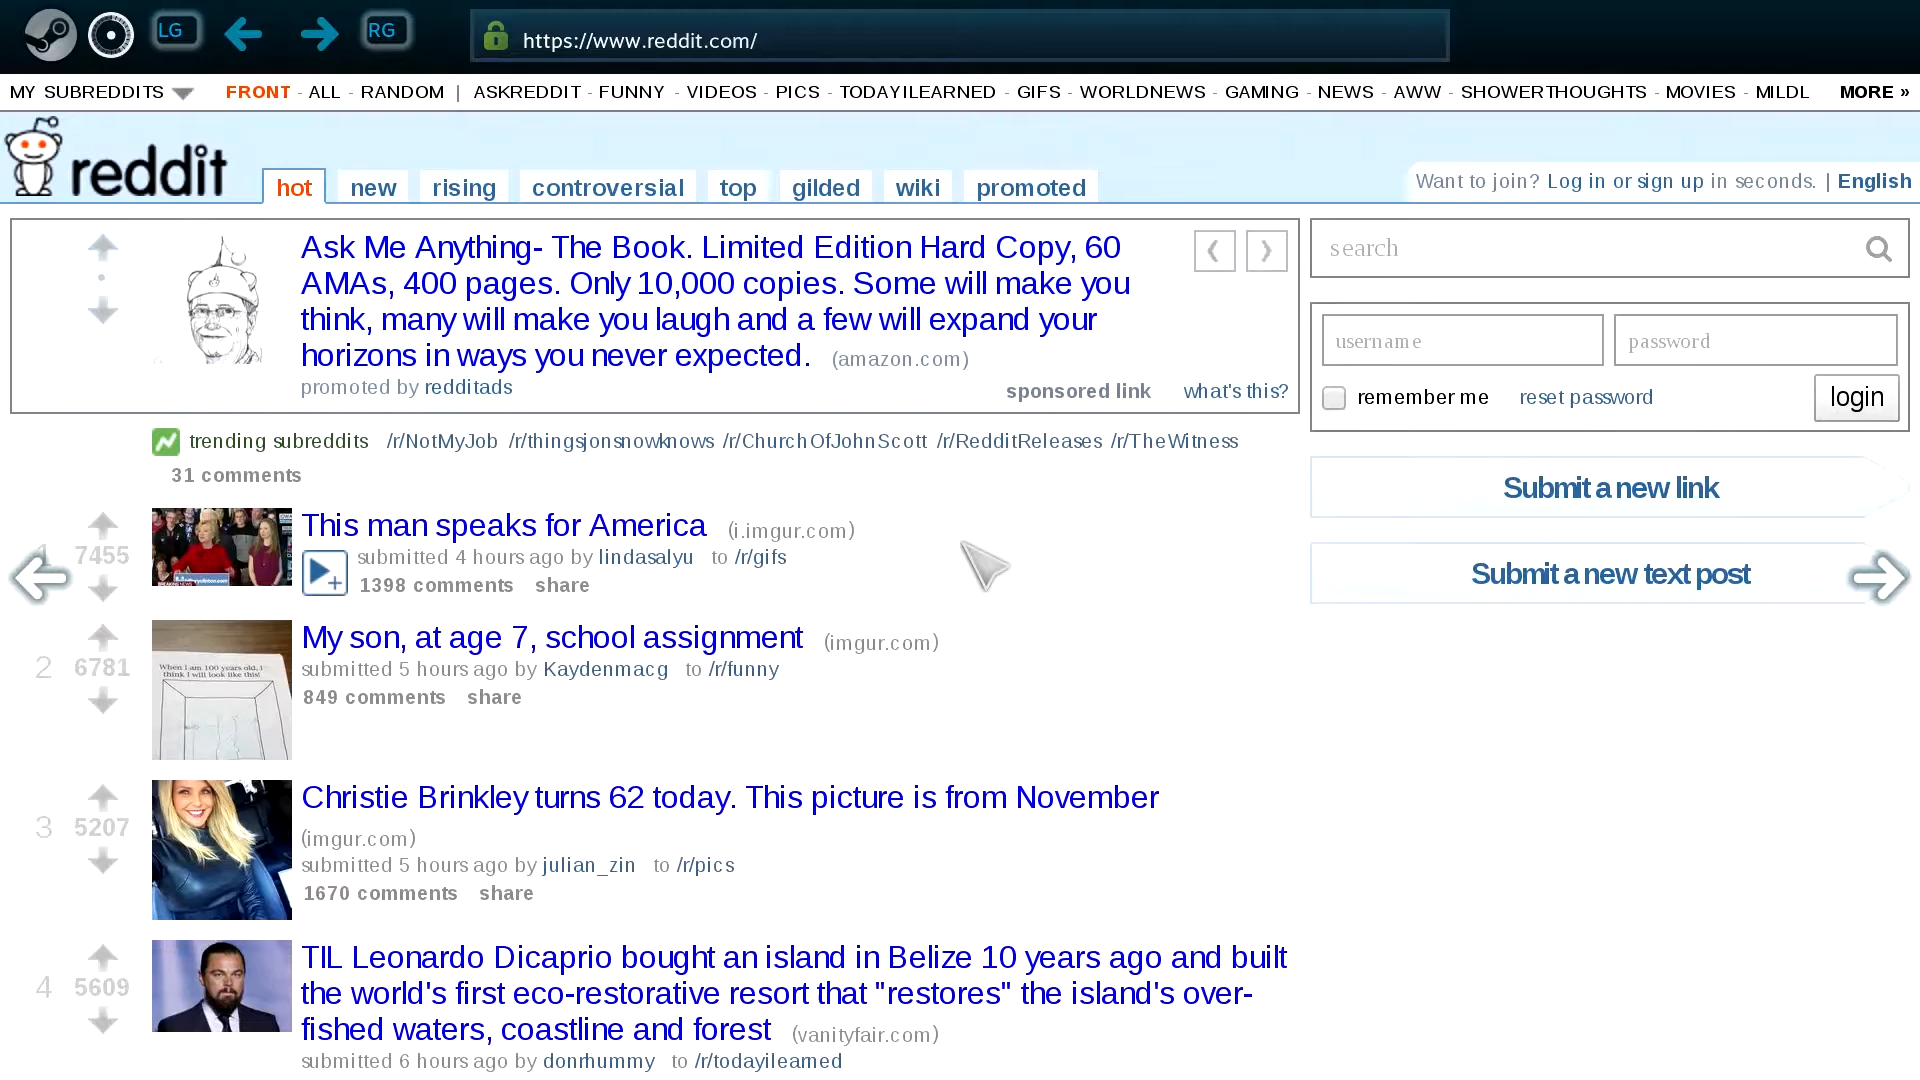 LG RG https://www.reddit.com/
MY SUBREDDITS FRONT - ALL - RANDOM | ASKREDDIT - FUNNY - VIDEOS - PICS - TODAYILEARNED - GIFS - WORLDNEWS - GAMING - NEWS - AWW - SHOWERTHOUGHTS - MOVIES - MILDL MORE »
reddit hot new rising controversial top gilded wiki promoted
Want to join? Log in or sign up in seconds. | English
Ask Me Anything- The Book. Limited Edition Hard Copy, 60
AMAs, 400 pages. Only 10,000 copies. Some will make you
think, many will make you laugh and a few will expand your
horizons in ways you never expected. (amazon.com)
promoted by redditads
sponsored link what's this?
search
username password
remember me reset password login
Submit a new link
Submit a new text post
trending subreddits /r/NotMyJob /r/thingsjonsnowknows /r/ChurchOfJohnScott /r/RedditReleases /r/TheWitness
31 comments
1 7455
This man speaks for America (i.imgur.com)
submitted 4 hours ago by lindasalyu to /r/gifs
1398 comments share
2 6781
When I am 100 years old, I
think I will look like this!
My son, at age 7, school assignment (imgur.com)
submitted 5 hours ago by Kaydenmacg to /r/funny
849 comments share
3 5207
Christie Brinkley turns 62 today. This picture is from November
(imgur.com)
submitted 5 hours ago by julian_zin to /r/pics
1670 comments share
4 5609
TIL Leonardo Dicaprio bought an island in Belize 10 years ago and built
the world's first eco-restorative resort that "restores" the island's over-
fished waters, coastline and forest (vanityfair.com)
submitted 6 hours ago by donrhummy to /r/todayilearned